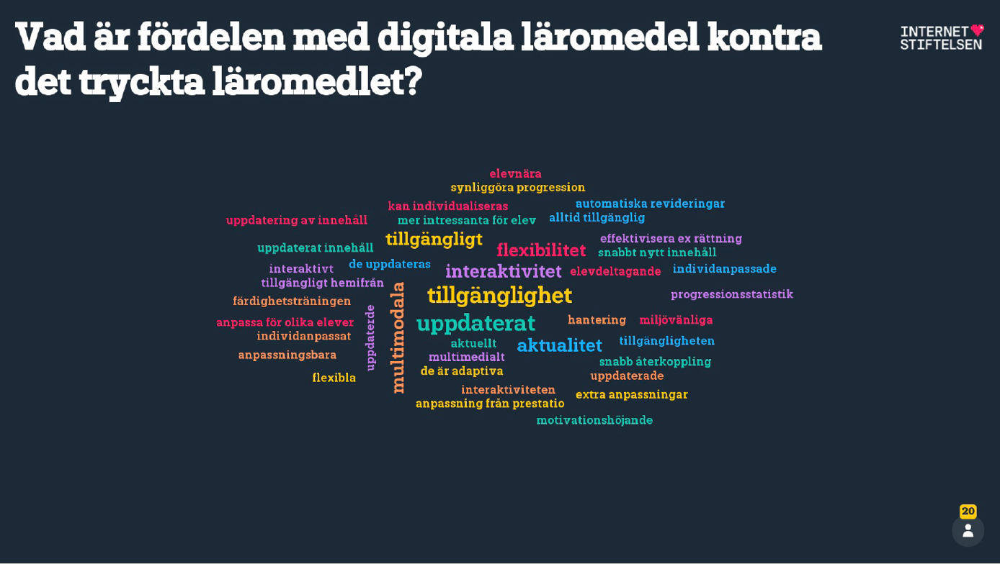 Vad är fördelen med digitala läromedel kontra
det tryckta läromedlet?
INTERNET
STIFTELSEN
elevnära
synliggöra progression
kan individualiseras
automatiska revideringar
uppdatering av innehåll
mer intressanta för elev
alltid tillgänglig
tillgängligt
effektivisera ex rättning
uppdaterat innehåll
flexibilitet
snabbt nytt innehåll
interaktivt
de uppdateras
interaktivitet
elevdeltagande
individanpassade
tillgängligt hemifrån
tillgänglighet
progressionsstatistik
färdighetsträningen
multimodala
uppdaterde
anpassa för olika elever
uppdaterat
hantering
miljövänliga
individanpassat
aktuellt
aktualitet
tillgängligheten
anpassningsbara
multimedialt
snabb återkoppling
flexibla
de är adaptiva
uppdaterade
interaktiviteten
extra anpassningar
anpassning från prestatio
motivationshöjande
20